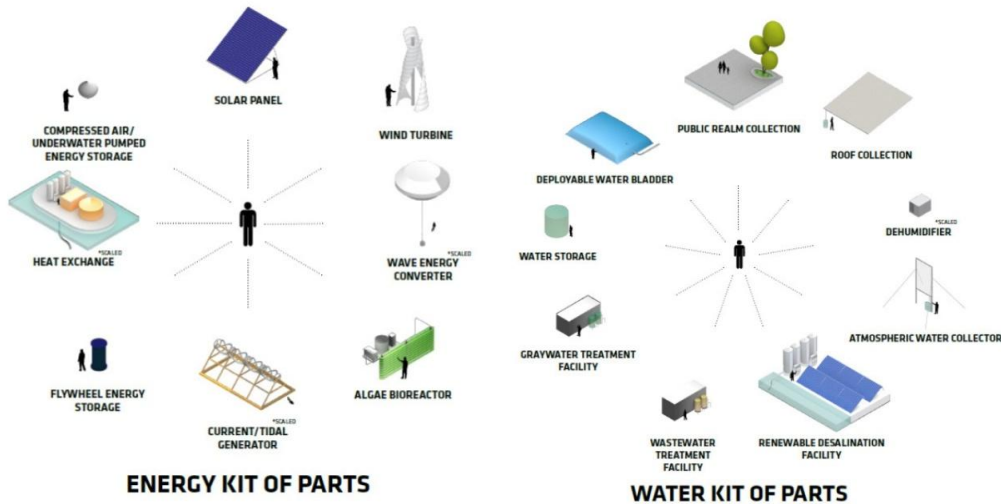 SOLAR PANEL
COMPRESSED AIR/
UNDERWATER PUMPED
ENERGY STORAGE
WIND TURBINE
*SCALED
HEAT EXCHANGE
*SCALED
WAVE ENERGY
CONVERTER
FLYWHEEL ENERGY
STORAGE
*SCALED
CURRENT/TIDAL
GENERATOR
ALGAE BIOREACTOR
ENERGY KIT OF PARTS
PUBLIC REALM COLLECTION
ROOF COLLECTION
DEPLOYABLE WATER BLADDER
*SCALED
DEHUMIDIFIER
WATER STORAGE
ATMOSPHERIC WATER COLLECTOR
GRAYWATER TREATMENT
FACILITY
WASTEWATER
TREATMENT
FACILITY
RENEWABLE DESALINATION
FACILITY
WATER KIT OF PARTS